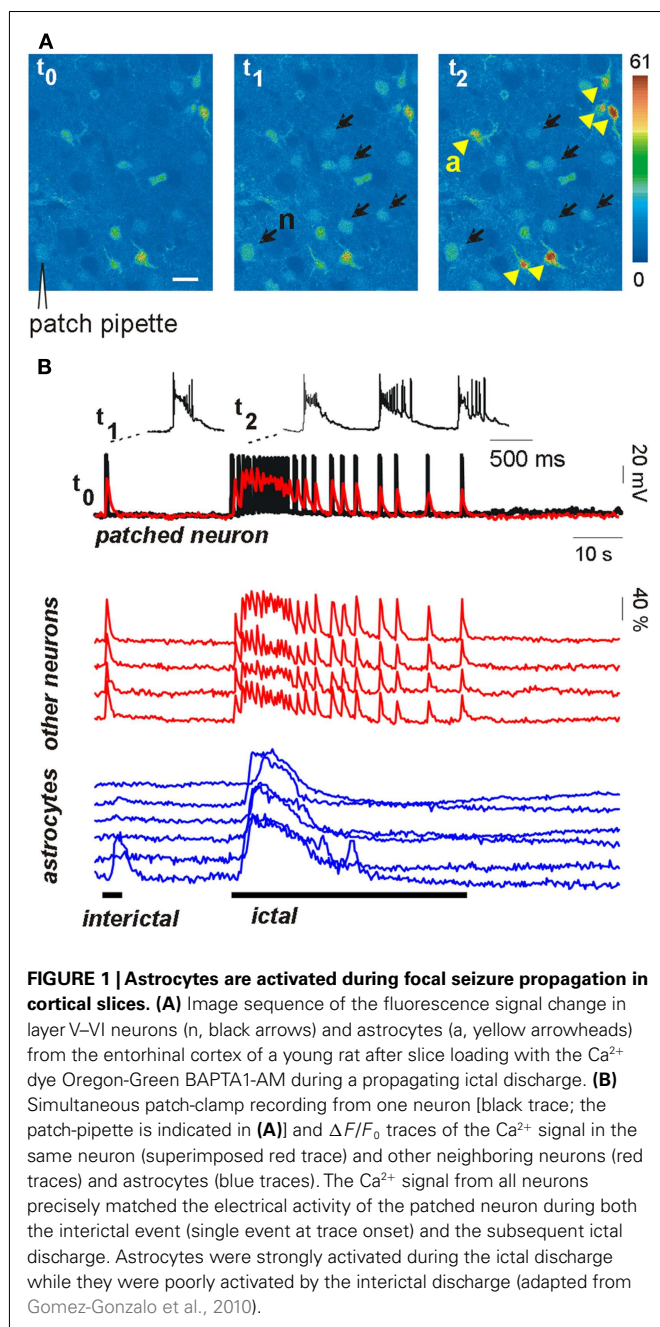 A
t0
t1
t2
61
a
n
0
patch pipette
B
t1
t2
500 ms
20 mV
t0
patched neuron
10 s
40 %
other neurons
astrocytes
interictal
ictal
FIGURE 1 | Astrocytes are activated during focal seizure propagation in
cortical slices. (A) Image sequence of the fluorescence signal change in
layer V–VI neurons (n, black arrows) and astrocytes (a, yellow arrowheads)
from the entorhinal cortex of a young rat after slice loading with the Ca2+
dye Oregon-Green BAPTA1-AM during a propagating ictal discharge. (B)
Simultaneous patch-clamp recording from one neuron [black trace; the
patch-pipette is indicated in (A)] and ΔF/F0 traces of the Ca2+ signal in the
same neuron (superimposed red trace) and other neighboring neurons (red
traces) and astrocytes (blue traces). The Ca2+ signal from all neurons
precisely matched the electrical activity of the patched neuron during both
the interictal event (single event at trace onset) and the subsequent ictal
discharge. Astrocytes were strongly activated during the ictal discharge
while they were poorly activated by the interictal discharge (adapted from
Gomez-Gonzalo et al., 2010).